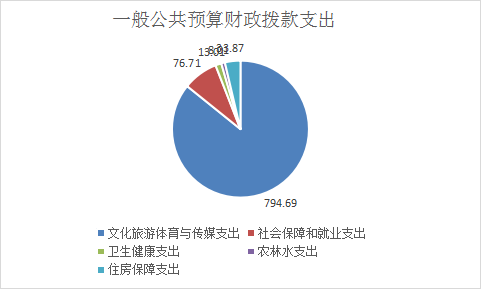 一般公共预算财政拨款支出
13.01
76.71
794.69
文化旅游体育与传媒支出 社会保障和就业支出
卫生健康支出 农林水支出
住房保障支出